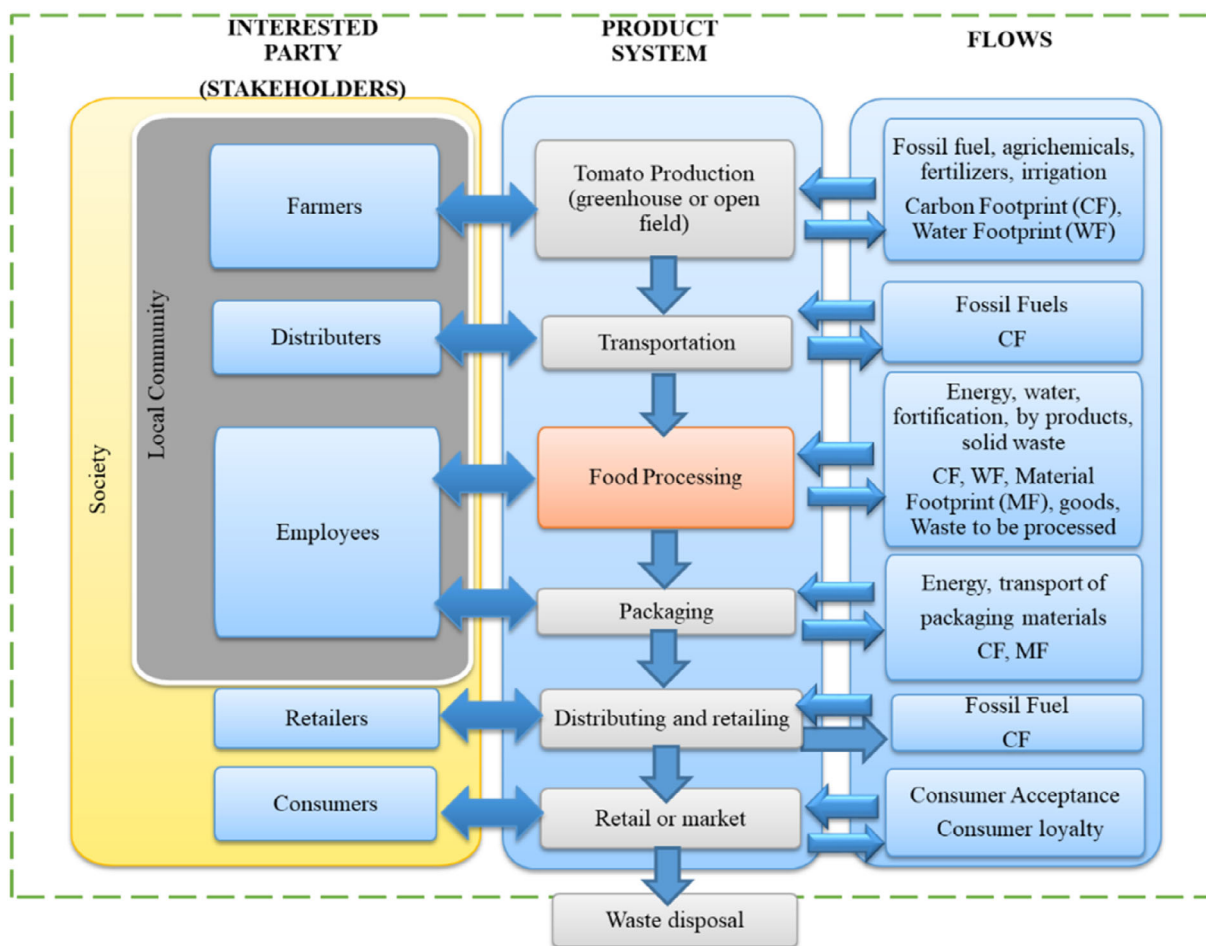 INTERESTED
PARTY
(STAKEHOLDERS)
PRODUCT
SYSTEM
FLOWS
Society
Local Community
Farmers
Distributers
Employees
Retailers
Consumers
Tomato Production
(greenhouse or open
field)
Transportation
Food Processing
Packaging
Distributing and retailing
Retail or market
Waste disposal
Fossil fuel, agrichemicals,
fertilizers, irrigation
Carbon Footprint (CF),
Water Footprint (WF)
Fossil Fuels
CF
Energy, water,
fortification, by products,
solid waste
CF, WF, Material
Footprint (MF), goods,
Waste to be processed
Energy, transport of
packaging materials
CF, MF
Fossil Fuel
CF
Consumer Acceptance
Consumer loyalty